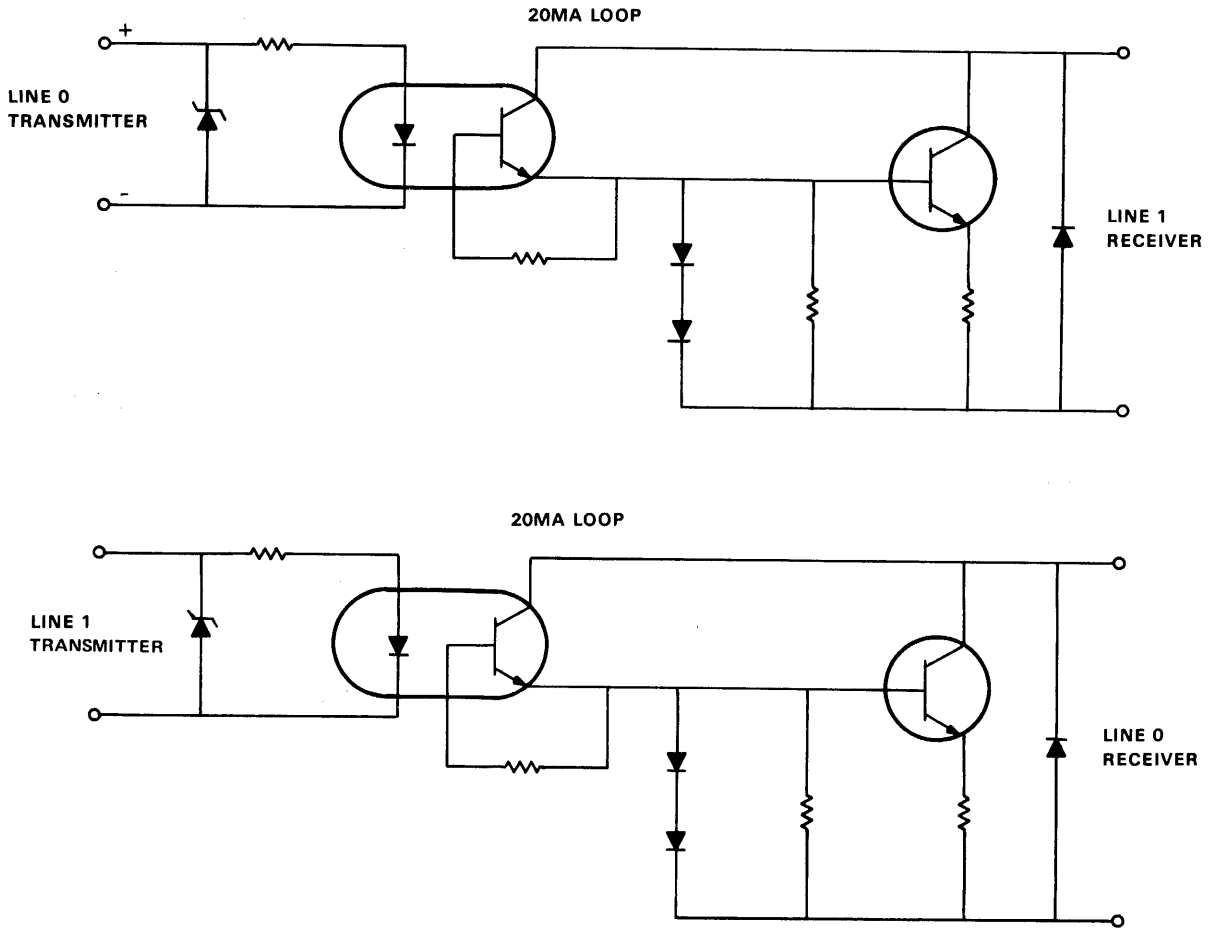 20MA LOOP
+
LINE 0
TRANSMITTER
-
LINE 1
RECEIVER
20MA LOOP
LINE 1
TRANSMITTER
LINE 0
RECEIVER